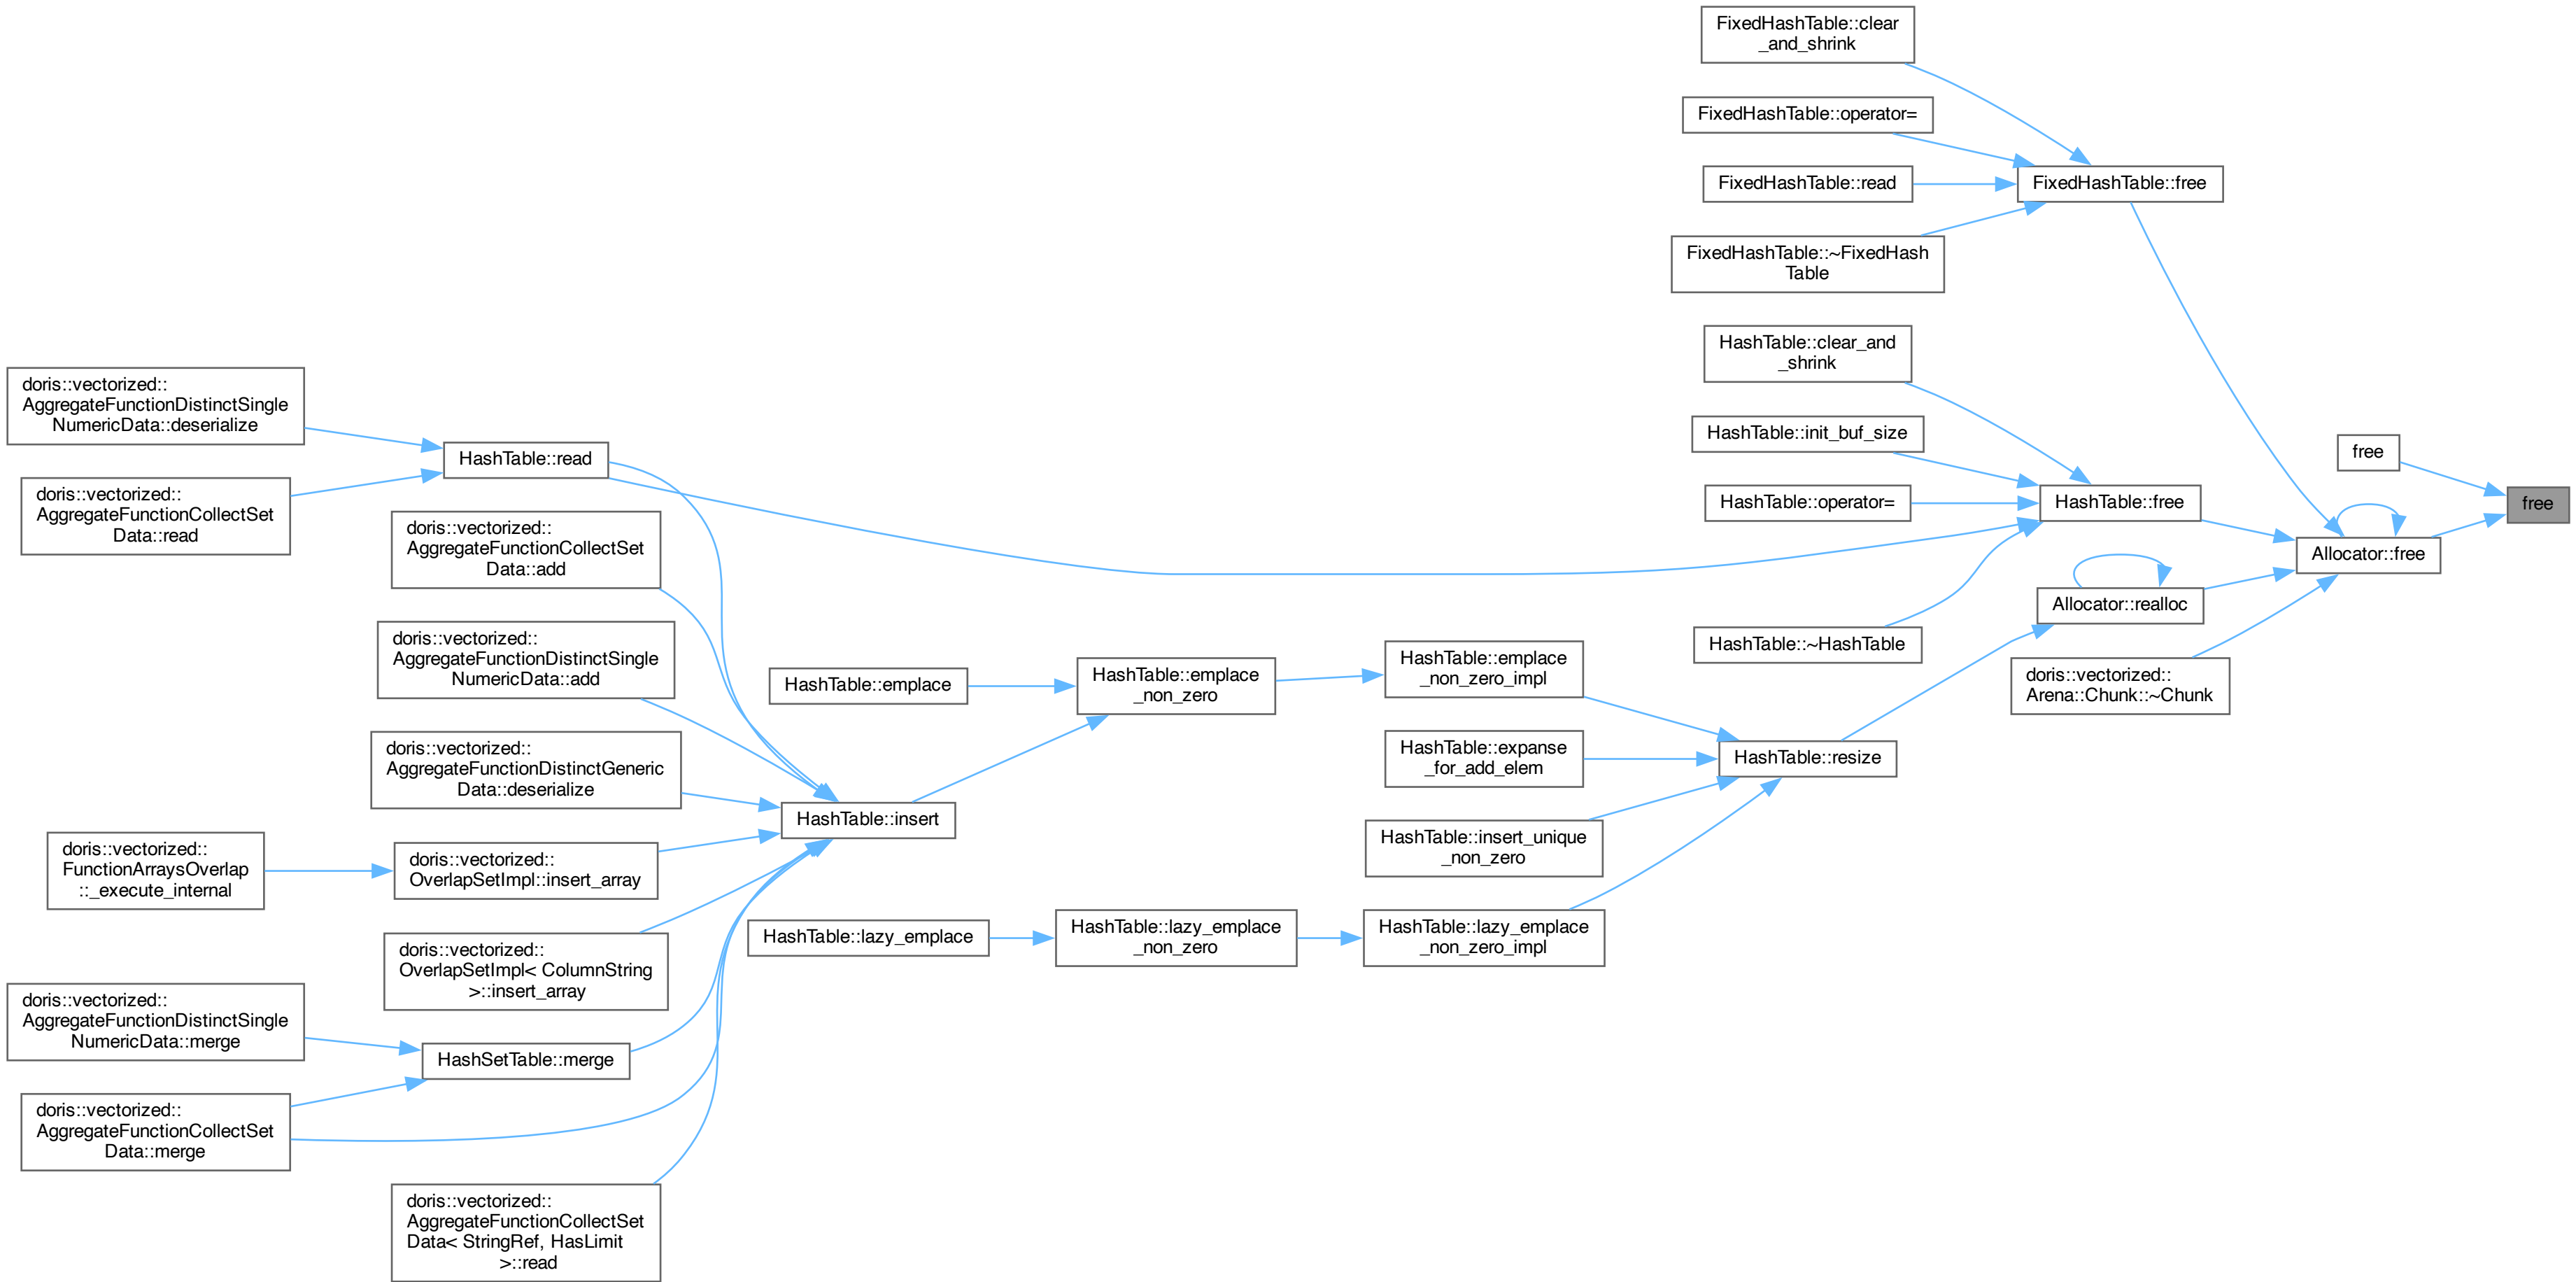 FixedHashTable::clear
_and_shrink
FixedHashTable::operator=
FixedHashTable::read
FixedHashTable::free
FixedHashTable::~FixedHash
Table
HashTable::clear_and
_shrink
HashTable::init_buf_size
HashTable::operator=
HashTable::free
free
free
Allocator::free
Allocator::realloc
HashTable::~HashTable
doris::vectorized::
Arena::Chunk::~Chunk
doris::vectorized::
AggregateFunctionDistinctSingle
NumericData::deserialize
HashTable::read
doris::vectorized::
AggregateFunctionCollectSet
Data::read
doris::vectorized::
AggregateFunctionCollectSet
Data::add
doris::vectorized::
AggregateFunctionDistinctSingle
NumericData::add
HashTable::emplace
HashTable::emplace
_non_zero
HashTable::emplace
_non_zero_impl
doris::vectorized::
AggregateFunctionDistinctGeneric
Data::deserialize
HashTable::expanse
_for_add_elem
HashTable::resize
HashTable::insert
HashTable::insert_unique
_non_zero
doris::vectorized::
FunctionArraysOverlap
::_execute_internal
doris::vectorized::
OverlapSetImpl::insert_array
HashTable::lazy_emplace
HashTable::lazy_emplace
_non_zero
HashTable::lazy_emplace
_non_zero_impl
doris::vectorized::
OverlapSetImpl< ColumnString
>::insert_array
doris::vectorized::
AggregateFunctionDistinctSingle
NumericData::merge
HashSetTable::merge
doris::vectorized::
AggregateFunctionCollectSet
Data::merge
doris::vectorized::
AggregateFunctionCollectSet
Data< StringRef, HasLimit
>::read